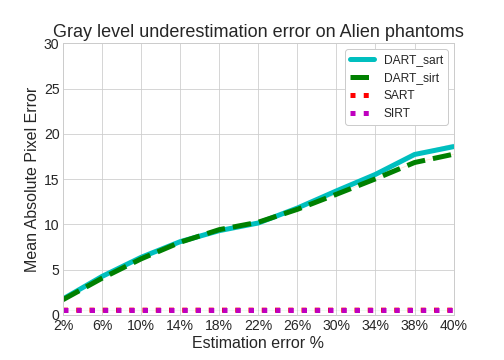 Gray level underestimation error on Alien phantoms
30
25
20
15
10
5
0
Mean Absolute Pixel Error
DART_sart
DART_sirt
SART
SIRT
2% 6% 10% 14% 18% 22% 26% 30% 34% 38% 40%
Estimation error %